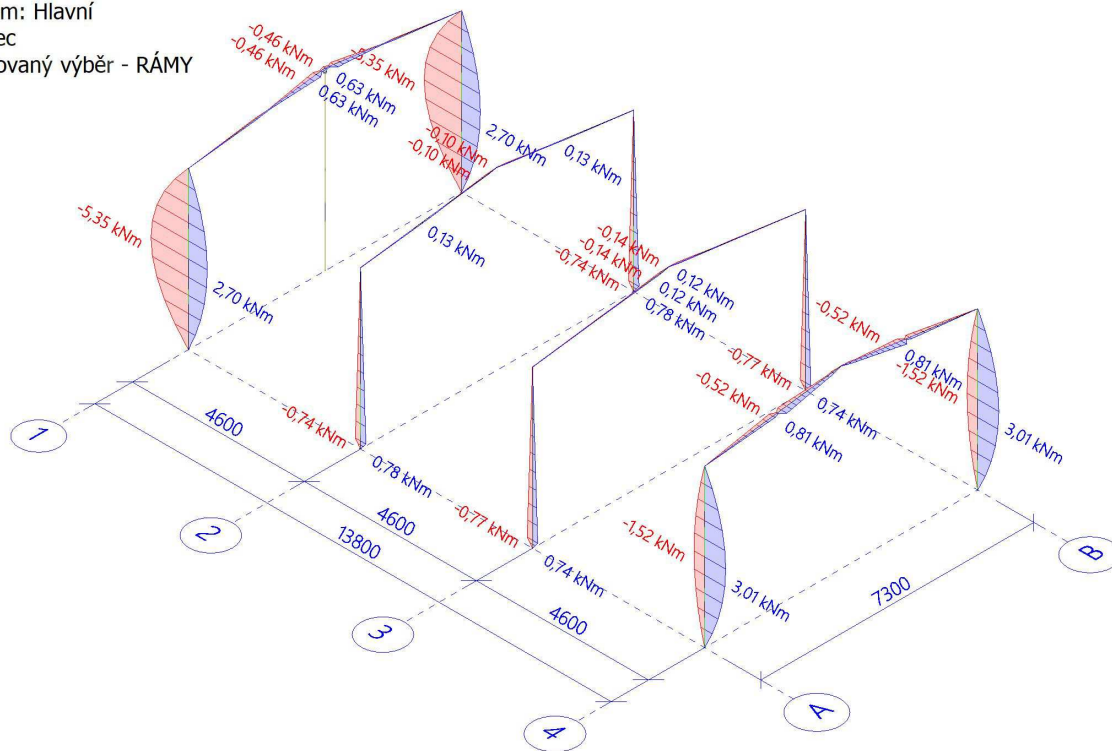 m: Hlavní
ec
ovaný výběr - RÁMY
-0,46 kNm
-0,46 kNm
-5,35 kNm
0,63 kNm
0,63 kNm
-0,10 kNm
-0,10 kNm
2,70 kNm
0,13 kNm
-5,35 kNm
2,70 kNm
0,13 kNm
-0,14 kNm
-0,14 kNm
-0,74 kNm
0,12 kNm
0,12 kNm
0,78 kNm
-0,52 kNm
0,81 kNm
-1,52 kNm
-0,77 kNm
-0,52 kNm
0,74 kNm
0,81 kNm
3,01 kNm
-0,74 kNm
0,78 kNm
-0,77 kNm
0,74 kNm
-1,52 kNm
3,01 kNm
4600
4600
13800
4600
7300
1
2
3
4
A
B